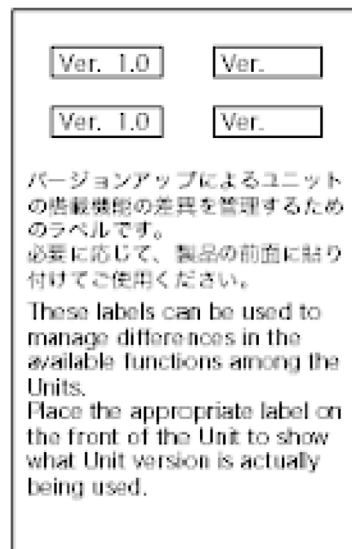 Ver. 1.0 Ver.
Ver. 1.0 Ver.
バージョンアップによるユニット
の搭載機能の差異を管理するため
のラベルです。
必要に応じて、製品の前面に貼り
付けてご使用ください。
These labels can be used to
manage differences in the
available functions among the
Units.
Place the appropriate label on
the front of the Unit to show
what Unit version is actually
being used.